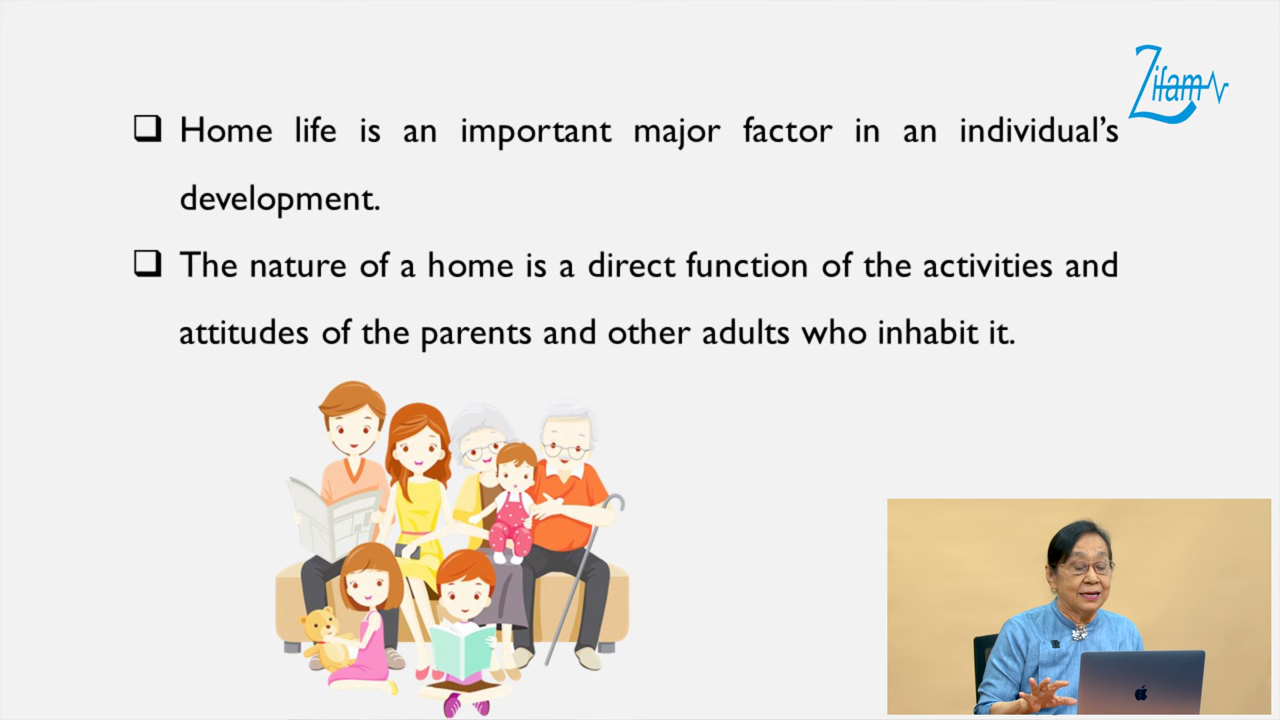 Zifam
Home life is an important major factor in an individual’s
development.
The nature of a home is a direct function of the activities and
attitudes of the parents and other adults who inhabit it.